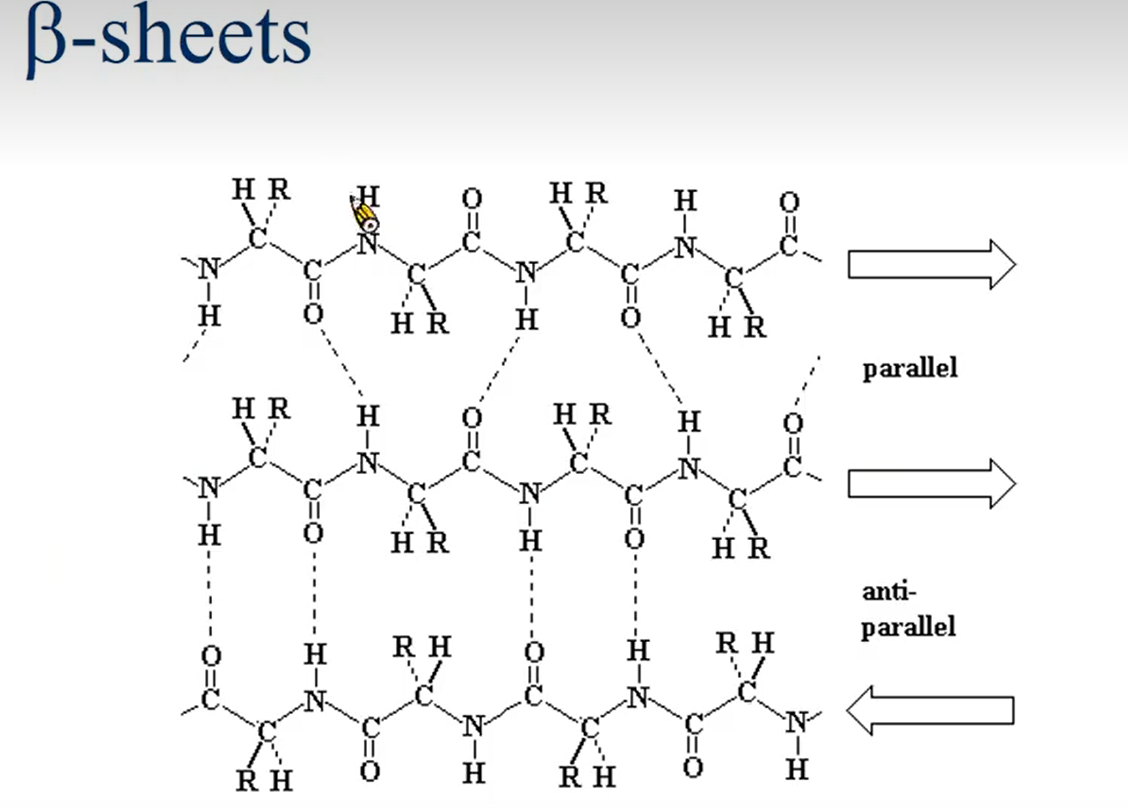 β-sheets
H R H O H R H O
C N C C N C
N C C N C C
H O H R H O H R
parallel
H R H O H R H O
C N C C N C
N C C N C C
H O H R H O H R
anti-
parallel
O H R H O H R H
C N C C N C
C C N C C N
R H O H R H O H